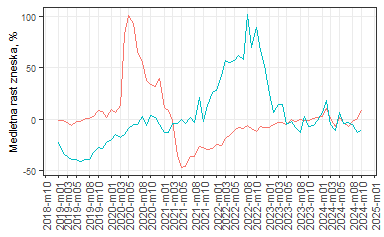 Medletna rast zneska, %
100
50
0
-50
2018-m10
2019-m01
2019-m03
2019-m05
2019-m08
2019-m10
2020-m01
2020-m03
2020-m05
2020-m08
2020-m10
2021-m01
2021-m03
2021-m05
2021-m08
2021-m10
2022-m01
2022-m03
2022-m05
2022-m08
2022-m10
2023-m01
2023-m03
2023-m05
2023-m08
2023-m10
2024-m01
2024-m03
2024-m05
2024-m08
2024-m10
2025-m01